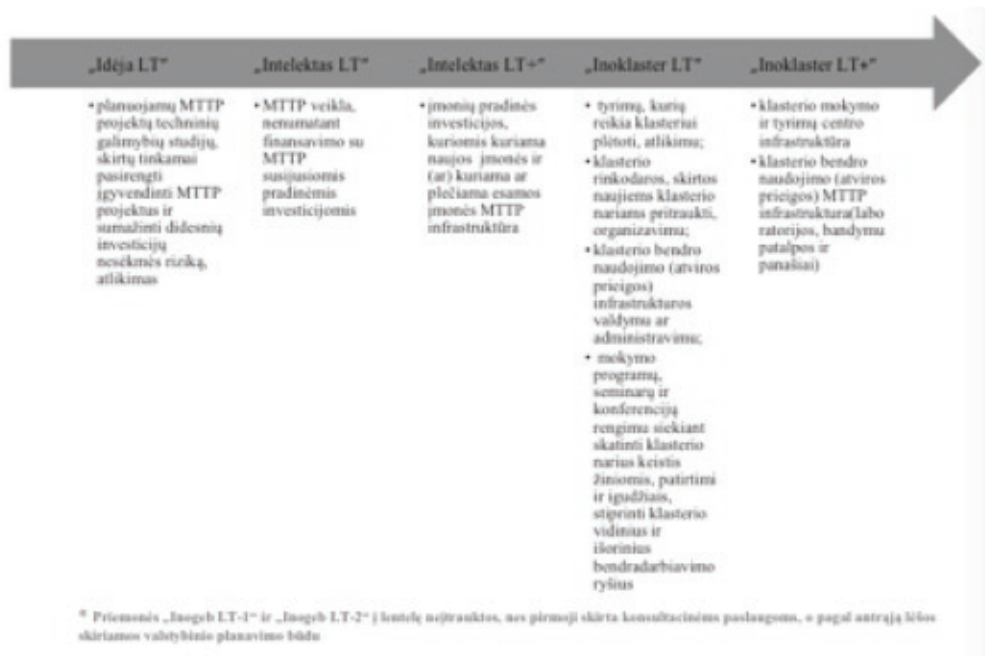 „Idėja LT"
„Intelektas LT"
„Intelektas LT+"
„Inoklaster LT"
„Inoklaster LT+"
•planuojamų MTTP
projektų techninių
galimybių studijų,
skirtų tinkamai
pasirengti
įgyvendinti MTTP
projektus ir
sumažinti didesnių
investicijų
nesėkmės riziką,
atlikimas
•MTTP veikla,
nenumatant
finansavimo su
MTTP
susijusiomis
pradinėmis
investicijomis
•įmonių pradinės
investicijos,
kuriomis kuriama
naujos įmonės ir
(ar) kuriama ar
plečiama esamos
įmonės MTTP
infrastruktūra
• tyrimų, kurių
reikia klasteriui
plėtoti, atlikimu;
•klasterio
rinkodaros, skirtos
naujiems klasterio
nariams pritraukti,
organizavimu;
•klasterio bendro
naudojimo (atviros
prieigos)
infrastrukturos
valdymu ar
administravimu;
• mokymo
programų,
seminarų ir
konferencijų
rengimu siekiant
skatinti klasterio
narius keistis
žiniomis, patirtimi
ir igudžiais,
stiprinti klasterio
vidinius ir
išorinius
bendradarbiavimo
ryšius
•klasterio mokymo
ir tyrimų centro
infrastruktūra
•klasterio bendro
naudojimo (atviros
prieigos) MTTP
infrastruktura(labo
ratorijos, bandymu
patalpos ir
panašiai)
* Priemonės „Inogeb LT-1" ir „Inogeb LT-2" į lentelę neįtrauktos, nes pirmoji skirta konsultacinėms paslaugoms, o pagal antrąją lėšos
skiriamos valstybinio planavimo būdu